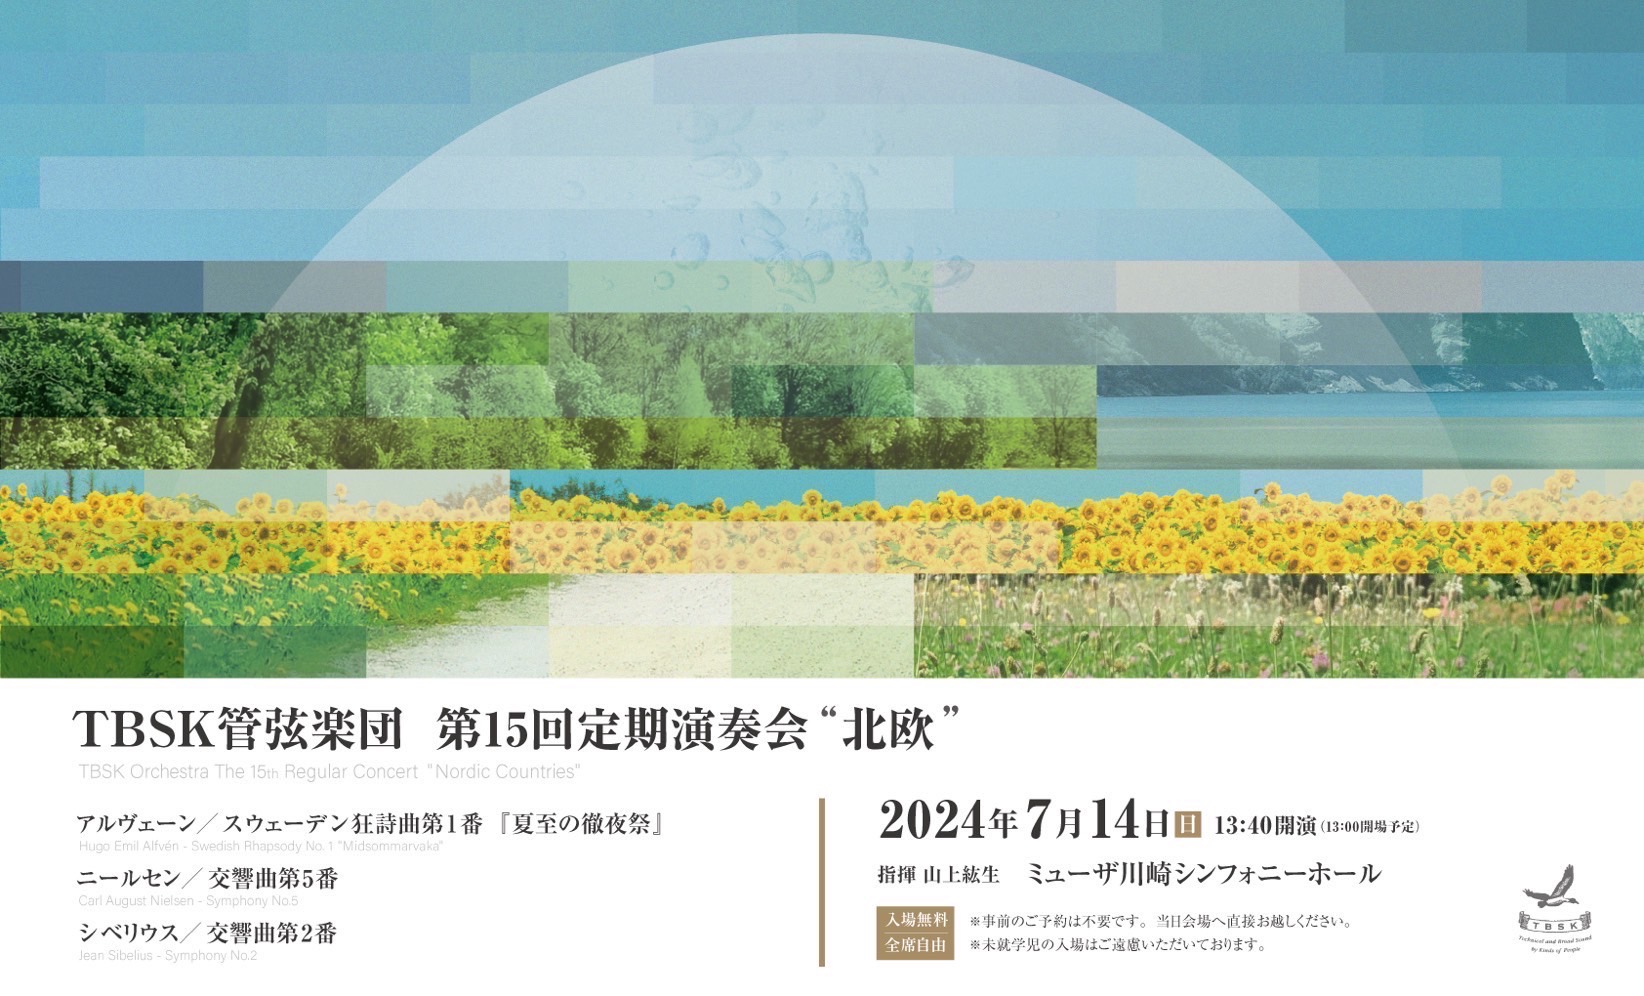 TBSK管弦楽団 第15回定期演奏会“北欧”
TBSK Orchestra The 15th Regular Concert "Nordic Countries"
アルヴェーン／スウェーデン狂詩曲第1番 『夏至の徹夜祭』
Hugo Emil Alfvén - Swedish Rhapsody No. 1 "Midsommarvaka"
ニールセン／交響曲第5番
Carl August Nielsen - Symphony No.5
シベリウス／交響曲第2番
Jean Sibelius - Symphony No.2
2024年7月14日 日 13:40開演（13:00開場予定）
指揮 山上紘生 ミューザ川崎シンフォニーホール
入場無料
全席自由
※事前のご予約は不要です。当日会場へ直接お越しください。
※未就学児の入場はご遠慮いただいております。
TBSK
Technical and Broad Sound
by Kinds of People